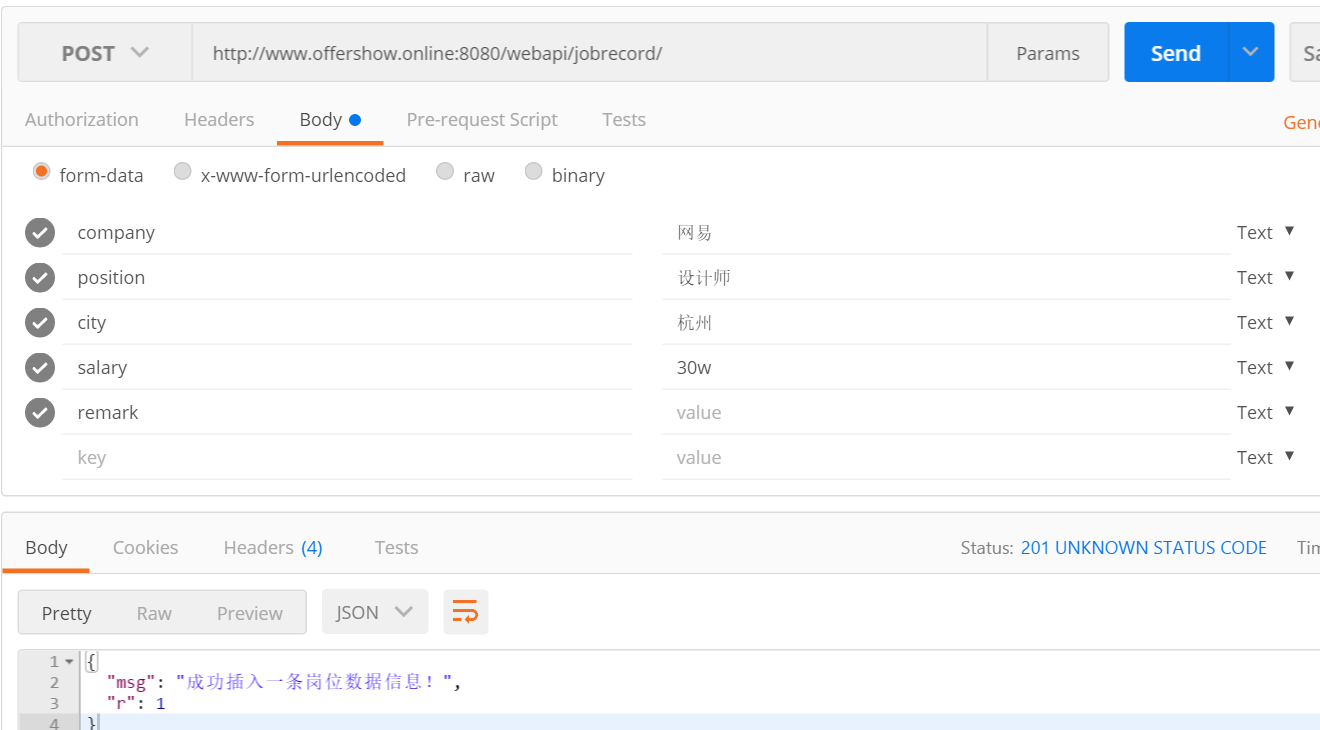 POST http://www.offershow.online:8080/webapi/jobrecord/ Params Send
Authorization Headers Body Pre-request Script Tests
form-data x-www-form-urlencoded raw binary
company 网易 Text
position 设计师 Text
city 杭州 Text
salary 30w Text
remark value Text
key value Text
Body Cookies Headers (4) Tests Status: 201 UNKNOWN STATUS CODE
Pretty Raw Preview JSON
1 {
2 "msg": "成功插入一条岗位数据信息！",
3 "r": 1
4 }